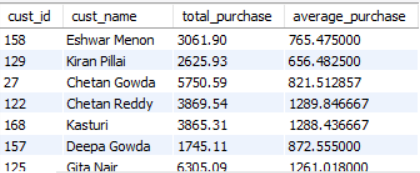 cust_id cust_name total_purchase average_purchase
158 Eshwar Menon 3061.90 765.475000
129 Kiran Pillai 2625.93 656.482500
27 Chetan Gowda 5750.59 821.512857
122 Chetan Reddy 3869.54 1289.846667
168 Kasturi 3865.31 1288.436667
157 Deepa Gowda 1745.11 872.555000
125 Gita Nair 6305.09 1261.018000